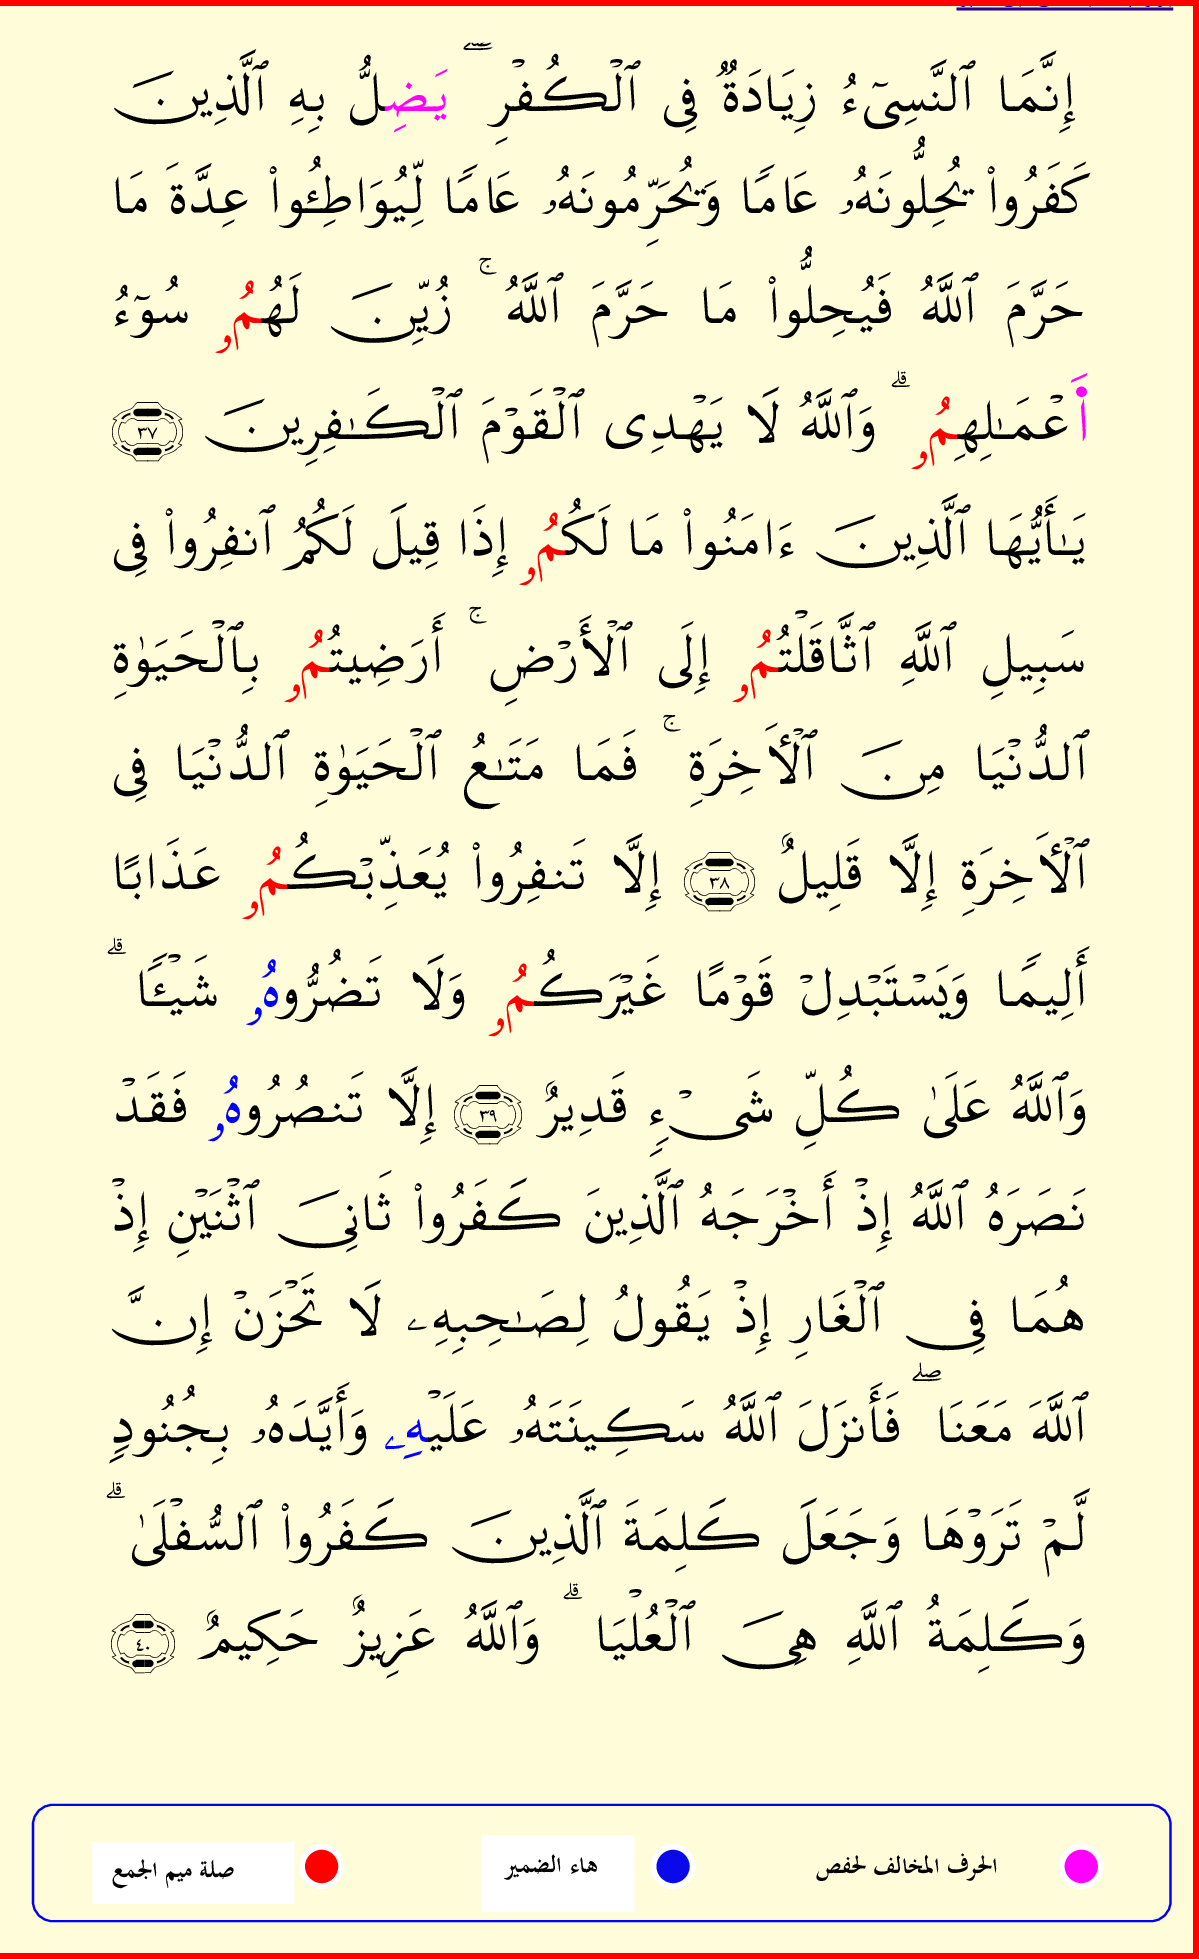 إِنَّمَا ٱلنَّسِىٓءُ زِيَادَةٌ فِى ٱلْكُفْرِ ۖ يَضِلُّ بِهِ ٱلَّذِينَ
كَفَرُوا۟ يُحِلُّونَهُۥ عَامًا وَيُحَرِّمُونَهُۥ عَامًا لِّيُوَاطِـُٔوا۟ عِدَّةَ مَا
حَرَّمَ ٱللَّهُ فَيُحِلُّوا۟ مَا حَرَّمَ ٱللَّهُ ۚ زُيِّنَ لَهُمُۥ سُوٓءُ
أَعْمَـٰلِهِمُۥ ۗ وَٱللَّهُ لَا يَهْدِى ٱلْقَوْمَ ٱلْكَـٰفِرِينَ ٣٧
يَـٰٓأَيُّهَا ٱلَّذِينَ ءَامَنُوا۟ مَا لَكُمُۥ إِذَا قِيلَ لَكُمُ ٱنفِرُوا۟ فِى
سَبِيلِ ٱللَّهِ ٱثَّاقَلْتُمُۥ إِلَى ٱلْأَرْضِ ۚ أَرَضِيتُمُۥ بِٱلْحَيَوٰةِ
ٱلدُّنْيَا مِنَ ٱلْـَٔاخِرَةِ ۚ فَمَا مَتَـٰعُ ٱلْحَيَوٰةِ ٱلدُّنْيَا فِى
ٱلْـَٔاخِرَةِ إِلَّا قَلِيلٌ ٣٨ إِلَّا تَنفِرُوا۟ يُعَذِّبْكُمُۥ عَذَابًا
أَلِيمًا وَيَسْتَبْدِلْ قَوْمًا غَيْرَكُمُۥ وَلَا تَضُرُّوهُۥ شَيْـًٔا ۗ
وَٱللَّهُ عَلَىٰ كُلِّ شَىْءٍ قَدِيرٌ ٣٩ إِلَّا تَنصُرُوهُۥ فَقَدْ
نَصَرَهُ ٱللَّهُ إِذْ أَخْرَجَهُ ٱلَّذِينَ كَفَرُوا۟ ثَانِىَ ٱثْنَيْنِ إِذْ
هُمَا فِى ٱلْغَارِ إِذْ يَقُولُ لِصَـٰحِبِهِۦ لَا تَحْزَنْ إِنَّ
ٱللَّهَ مَعَنَا ۖ فَأَنزَلَ ٱللَّهُ سَكِينَتَهُۥ عَلَيْهِۦ وَأَيَّدَهُۥ بِجُنُودٍ
لَّمْ تَرَوْهَا وَجَعَلَ كَلِمَةَ ٱلَّذِينَ كَفَرُوا۟ ٱلسُّفْلَىٰ ۗ
وَكَلِمَةُ ٱللَّهِ هِىَ ٱلْعُلْيَا ۗ وَٱللَّهُ عَزِيزٌ حَكِيمٌ ٤٠
الحرف المخالف لحفص هاء الضمير صلة ميم الجمع